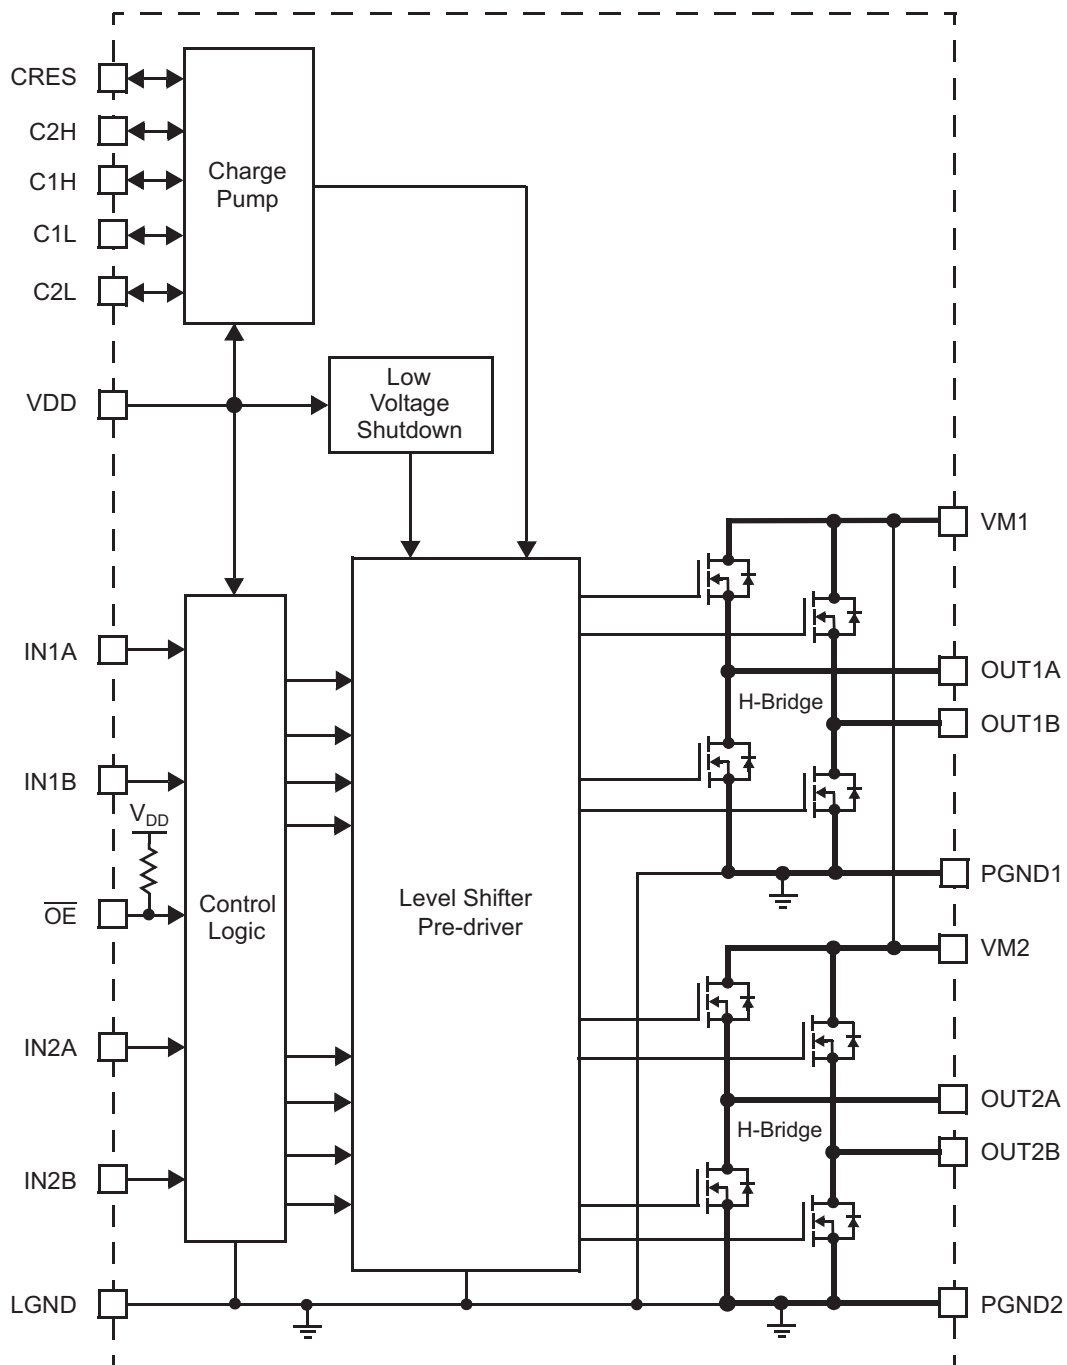 CRES
C2H
C1H
C1L
C2L
Charge
Pump
VDD
Low
Voltage
Shutdown
VM1
IN1A
OUT1A
H-Bridge
OUT1B
IN1B
VDD
PGND1
OE
Control
Logic
Level Shifter
Pre-driver
VM2
IN2A
OUT2A
H-Bridge
OUT2B
IN2B
LGND
PGND2